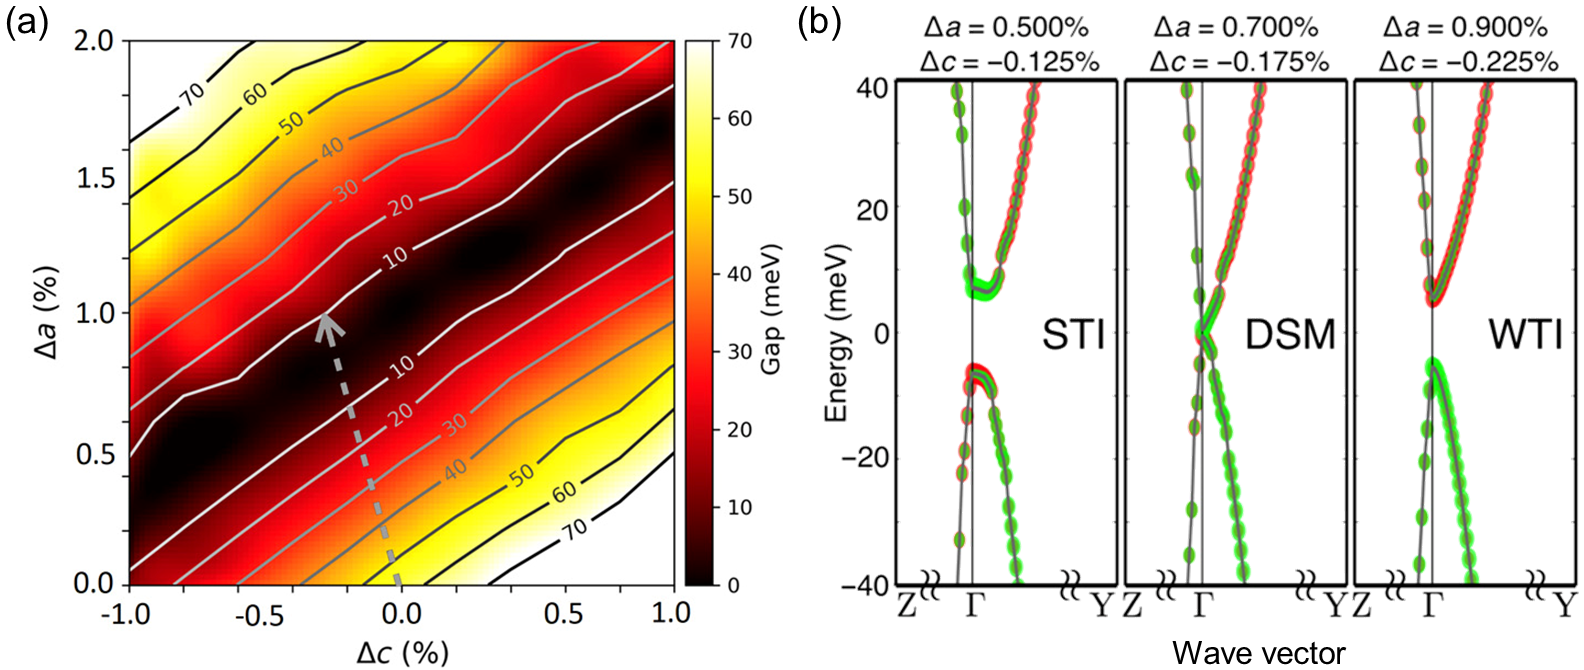 (a)
2.0
1.5
1.0
0.5
0.0
Δa (%)
-1.0
-0.5
0.0
0.5
1.0
Δc (%)
70
60
50
40
30
20
10
10
20
30
40
50
60
70
70
60
50
40
30
20
10
0
Gap (meV)
(b)
Δa = 0.500%
Δc = −0.125%
Δa = 0.700%
Δc = −0.175%
Δa = 0.900%
Δc = −0.225%
40
20
0
−20
−40
Energy (meV)
STI
DSM
WTI
Z Γ Y
Z Γ Y
Z Γ Y
Wave vector